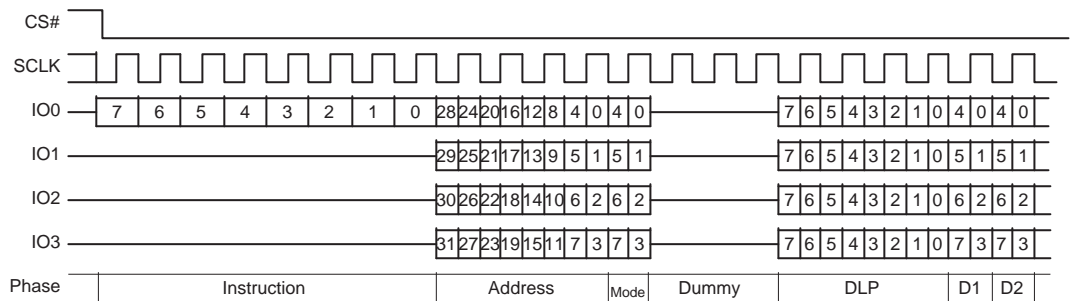 CS#
SCLK
IO0 7 6 5 4 3 2 1 0 28 24 20 16 12 8 4 0 4 0 7 6 5 4 3 2 1 0 4 0 4 0
IO1 29 25 21 17 13 9 5 1 5 1 7 6 5 4 3 2 1 0 5 1 5 1
IO2 30 26 22 18 14 10 6 2 6 2 7 6 5 4 3 2 1 0 6 2 6 2
IO3 31 27 23 19 15 11 7 3 7 3 7 6 5 4 3 2 1 0 7 3 7 3
Phase Instruction Address Mode Dummy DLP D1 D2